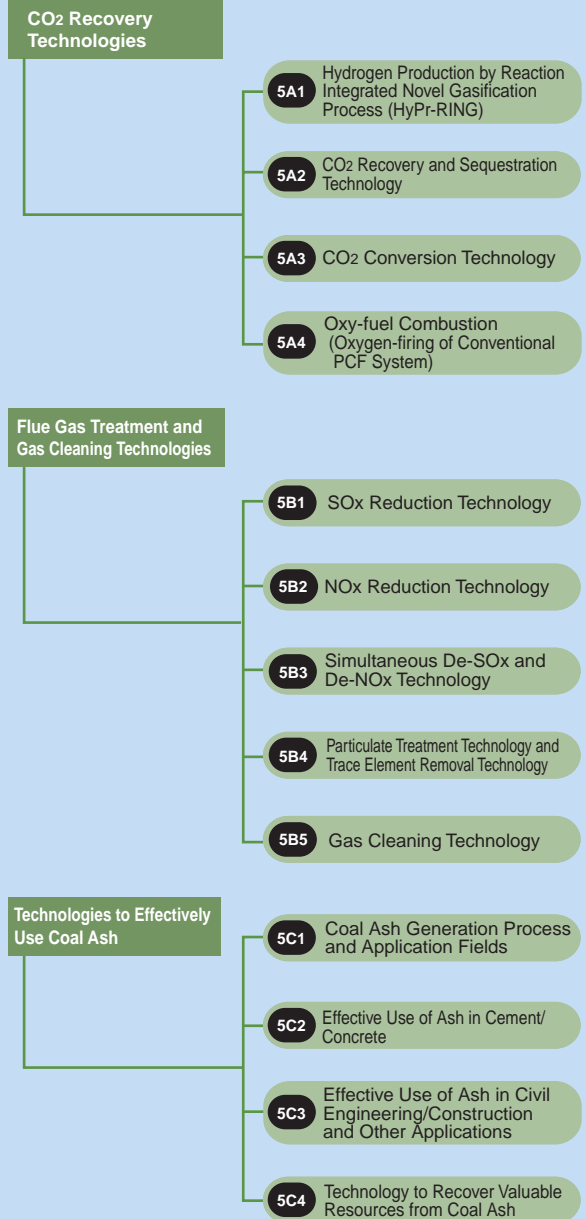 CO2 Recovery
Technologies
5A1
Hydrogen Production by Reaction
Integrated Novel Gasification
Process (HyPr-RING)
5A2
CO2 Recovery and Sequestration
Technology
5A3
CO2 Conversion Technology
5A4
Oxy-fuel Combustion
(Oxygen-firing of Conventional
PCF System)
Flue Gas Treatment and
Gas Cleaning Technologies
5B1
SOx Reduction Technology
5B2
NOx Reduction Technology
5B3
Simultaneous De-SOx and
De-NOx Technology
5B4
Particulate Treatment Technology and
Trace Element Removal Technology
5B5
Gas Cleaning Technology
Technologies to Effectively
Use Coal Ash
5C1
Coal Ash Generation Process
and Application Fields
5C2
Effective Use of Ash in Cement/
Concrete
5C3
Effective Use of Ash in Civil
Engineering/Construction
and Other Applications
5C4
Technology to Recover Valuable
Resources from Coal Ash